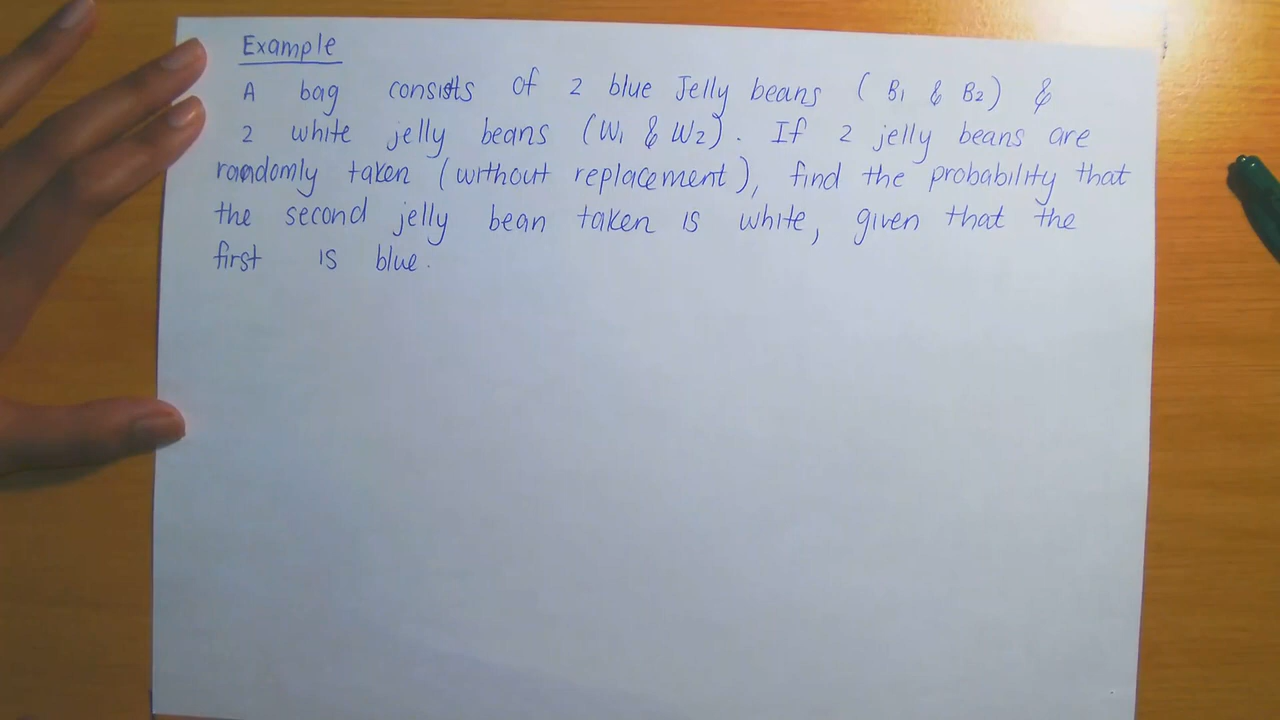 Example
A bag consists of 2 blue Jelly beans ( B1 & B2) &
2 white jelly beans (W1 & W2). If 2 jelly beans are
randomly taken (without replacement), find the probability that
the second jelly bean taken is white, given that the
first is blue.